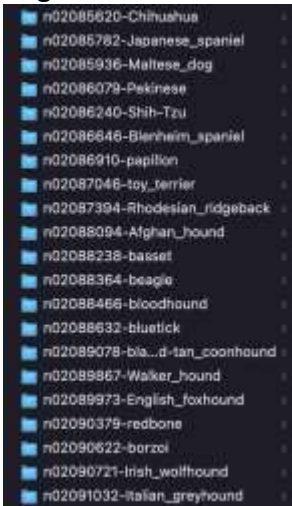 n02085620-Chihuahua
n02085782-Japanese_spaniel
n02085936-Maltese_dog
n02086079-Pekinese
n02086240-Shih-Tzu
n02086646-Blenheim_spaniel
n02086910-papillon
n02087046-toy_terrier
n02087394-Rhodesian_ridgeback
n02088094-Afghan_hound
n02088238-basset
n02088364-beagle
n02088466-bloodhound
n02088632-bluetick
n02089078-bla...d-tan_coonhound
n02089867-Walker_hound
n02089973-English_foxhound
n02090379-redbone
n02090622-borzoi
n02090721-Irish_wolfhound
n02091032-Italian_greyhound